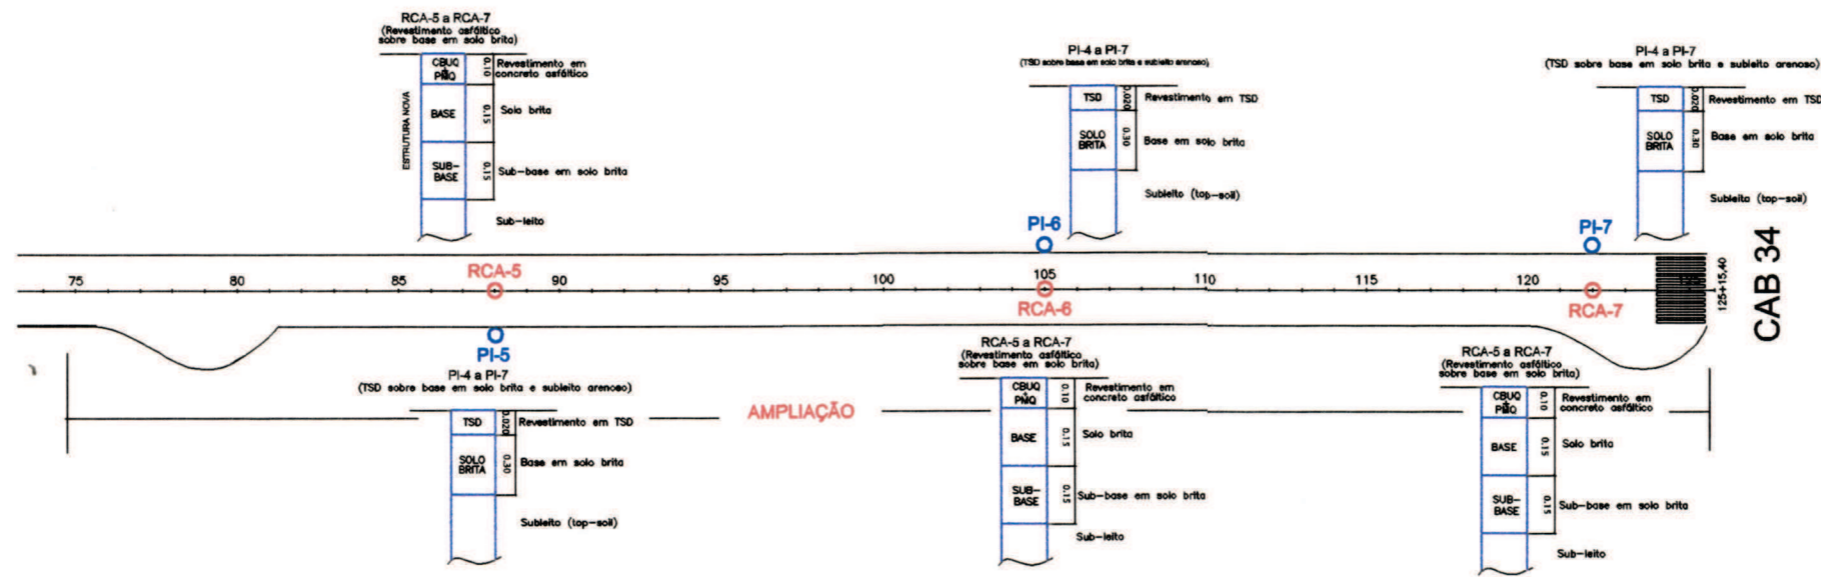 RCA-5 a RCA-7
(Revestimento asfáltico
sobre base em solo brita)
CBUQ
+
PMQ
0.10
Revestimento em
concreto asfáltico
ESTRUTURA NOVA
BASE
0.15
Solo brita
SUB-
BASE
0.15
Sub-base em solo brita
Sub-leito
PI-4 a PI-7
(TSD sobre base em solo brita e subleito arenoso)
TSD
0.020
Revestimento em TSD
SOLO
BRITA
0.30
Base em solo brita
Subleito (top-soil)
PI-4 a PI-7
(TSD sobre base em solo brita e subleito arenoso)
TSD
0.020
Revestimento em TSD
SOLO
BRITA
0.30
Base em solo brita
Subleito (top-soil)
PI-6
PI-7
75 80 85 90 95 100 105 110 115 120
RCA-5
RCA-6
RCA-7
125+15,40
CAB 34
PI-5
PI-4 a PI-7
(TSD sobre base em solo brita e subleito arenoso)
TSD
0.020
Revestimento em TSD
SOLO
BRITA
0.30
Base em solo brita
Subleito (top-soil)
AMPLIAÇÃO
RCA-5 a RCA-7
(Revestimento asfáltico
sobre base em solo brita)
CBUQ
+
PMQ
0.10
Revestimento em
concreto asfáltico
BASE
0.15
Solo brita
SUB-
BASE
0.15
Sub-base em solo brita
Sub-leito
RCA-5 a RCA-7
(Revestimento asfáltico
sobre base em solo brita)
CBUQ
+
PMQ
0.10
Revestimento em
concreto asfáltico
BASE
0.15
Solo brita
SUB-
BASE
0.15
Sub-base em solo brita
Sub-leito